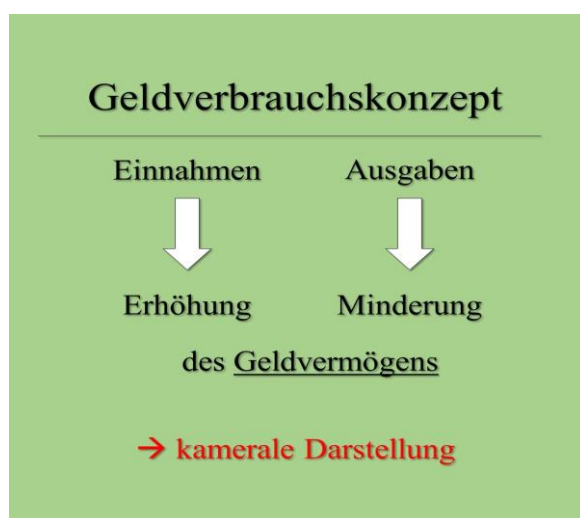 Geldverbrauchskonzept
Einnahmen Ausgaben
Erhöhung Minderung
des Geldvermögens
→ kamerale Darstellung